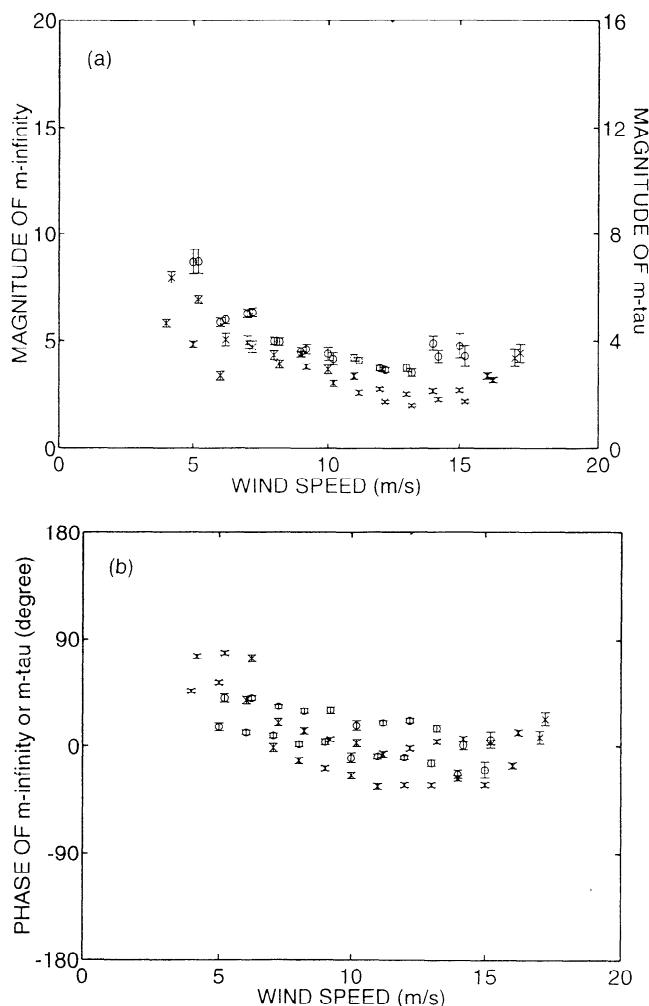 (a)
MAGNITUDE OF m-infinity
MAGNITUDE OF m-tau
20
15
10
5
0
16
12
8
4
0
0 5 10 15 20
WIND SPEED (m/s)
(b)
PHASE OF m-infinity or m-tau (degree)
180
90
0
-90
-180
0 5 10 15 20
WIND SPEED (m/s)